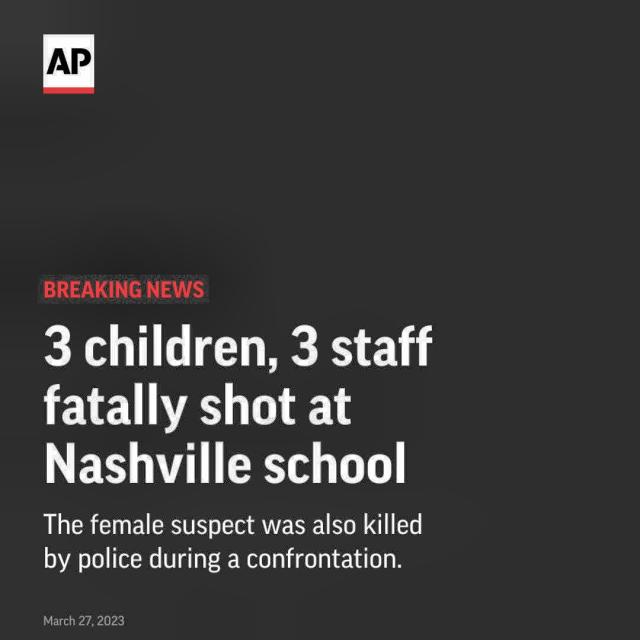 AP
BREAKING NEWS
3 children, 3 staff
fatally shot at
Nashville school
The female suspect was also killed
by police during a confrontation.
March 27, 2023